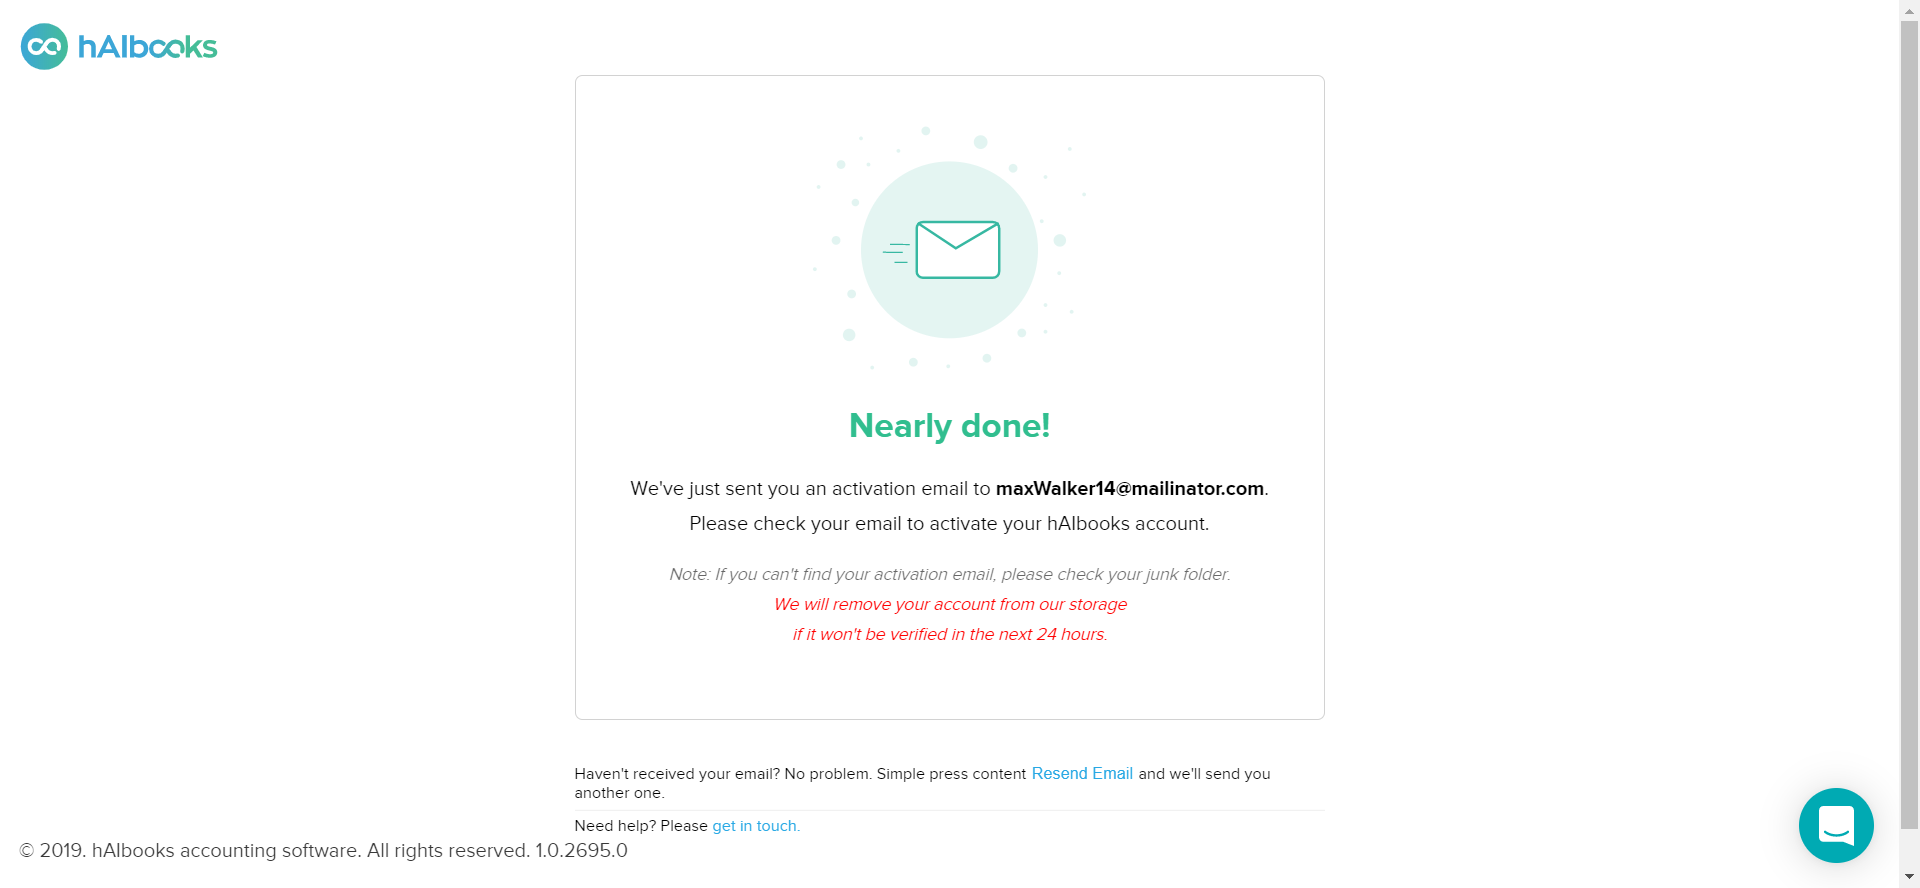 hAIbooks
Nearly done!
We've just sent you an activation email to maxWalker14@mailinator.com.
Please check your email to activate your hAIbooks account.
Note: If you can't find your activation email, please check your junk folder.
We will remove your account from our storage
if it won't be verified in the next 24 hours.
Haven't received your email? No problem. Simple press content Resend Email and we'll send you
another one.
Need help? Please get in touch.
© 2019. hAIbooks accounting software. All rights reserved. 1.0.2695.0